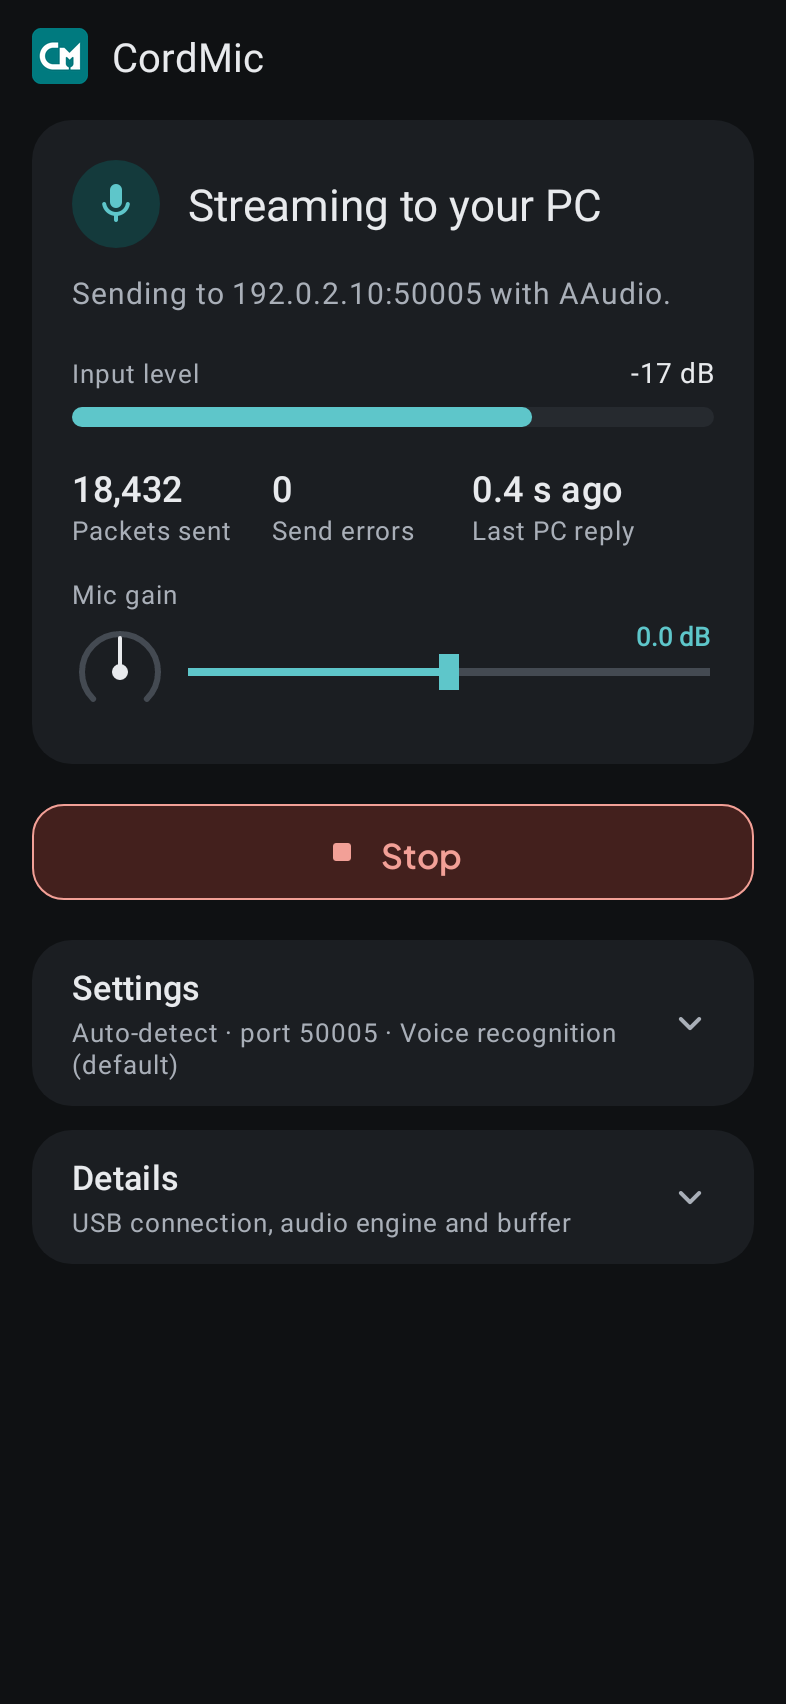 CM CordMic
Streaming to your PC
Sending to 192.0.2.10:50005 with AAudio.
Input level -17 dB
18,432 0 0.4 s ago
Packets sent Send errors Last PC reply
Mic gain
0.0 dB
Stop
Settings
Auto-detect · port 50005 · Voice recognition
(default)
Details
USB connection, audio engine and buffer